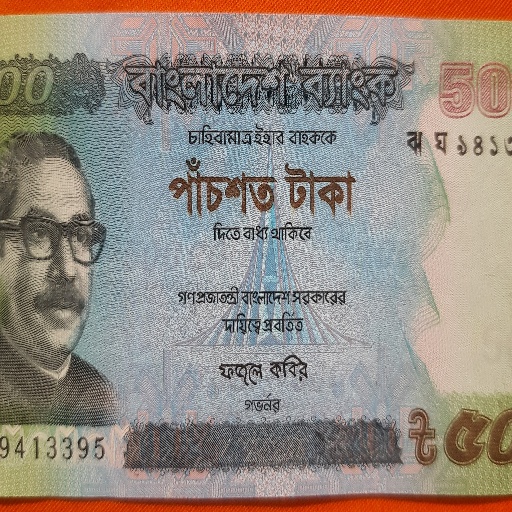 00 বাংলাদেশ ব্যাংক 50
চাহিবামাত্র ইহার বাহককে
ঝ ঘ ১৪১৩
পাঁচশত টাকা
দিতে বাধ্য থাকিবে
গণপ্রজাতন্ত্রী বাংলাদেশ সরকারের
দায়িত্বে প্রবর্তিত
ফজলে কবির
গভর্নর
9413395
৳৫০